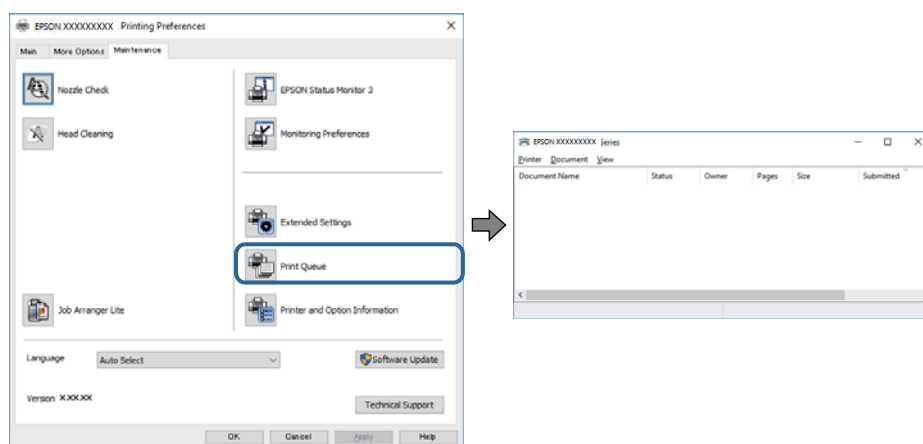 EPSON XXXXXXXXX Printing Preferences
Main More Options Maintenance
Nozzle Check
EPSON Status Monitor 3
Head Cleaning
Monitoring Preferences
Extended Settings
Print Queue
Job Arranger Lite
Printer and Option Information
Language Auto Select
Software Update
Version X.XX.XX
Technical Support
OK Cancel Apply Help
EPSON XXXXXXXXX Series
Printer Document View
Document Name Status Owner Pages Size Submitted